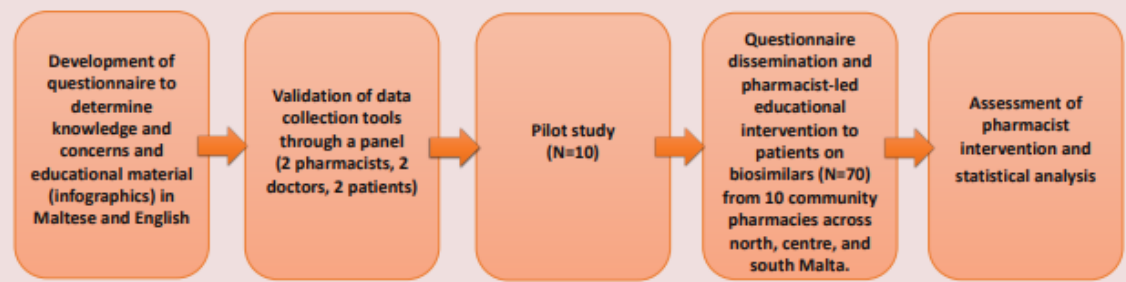 Development of
questionnaire to
determine
knowledge and
concerns and
educational material
(infographics) in
Maltese and English
Validation of data
collection tools
through a panel
(2 pharmacists, 2
doctors, 2 patients)
Pilot study
(N=10)
Questionnaire
dissemination and
pharmacist-led
educational
intervention to
patients on
biosimilars (N=70)
from 10 community
pharmacies across
north, centre, and
south Malta.
Assessment of
pharmacist
intervention and
statistical analysis